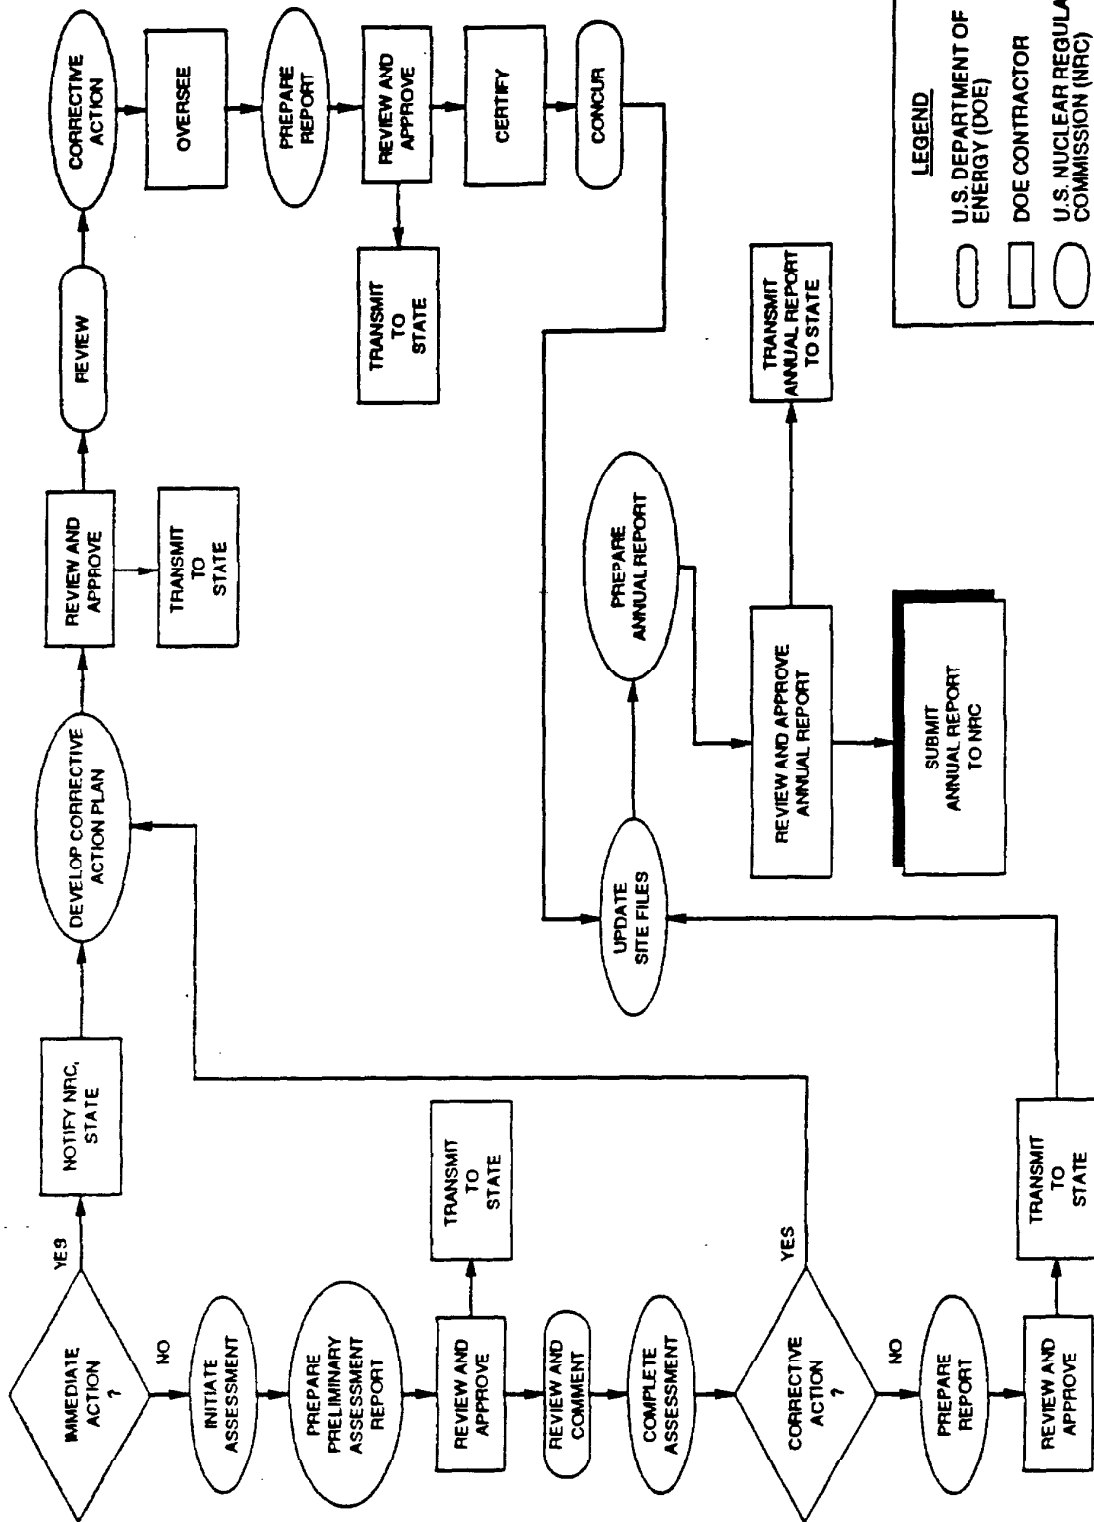 IMMEDIATE
ACTION
?
YES
NO
NOTIFY NRC,
STATE
DEVELOP CORRECTIVE
ACTION PLAN
REVIEW AND
APPROVE
TRANSMIT
TO
STATE
REVIEW
CORRECTIVE
ACTION
OVERSEE
PREPARE
REPORT
REVIEW AND
APPROVE
TRANSMIT
TO
STATE
CERTIFY
CONCUR
INITIATE
ASSESSMENT
PREPARE
PRELIMINARY
ASSESSMENT
REPORT
REVIEW AND
APPROVE
TRANSMIT
TO
STATE
REVIEW AND
COMMENT
COMPLETE
ASSESSMENT
CORRECTIVE
ACTION
?
YES
NO
PREPARE
REPORT
REVIEW AND
APPROVE
TRANSMIT
TO
STATE
UPDATE
SITE FILES
PREPARE
ANNUAL REPORT
REVIEW AND APPROVE
ANNUAL REPORT
TRANSMIT
ANNUAL REPORT
TO STATE
SUBMIT
ANNUAL REPORT
TO NRC
LEGEND
U.S. DEPARTMENT OF
ENERGY (DOE)
DOE CONTRACTOR
U.S. NUCLEAR REGULA
COMMISSION (NRC)